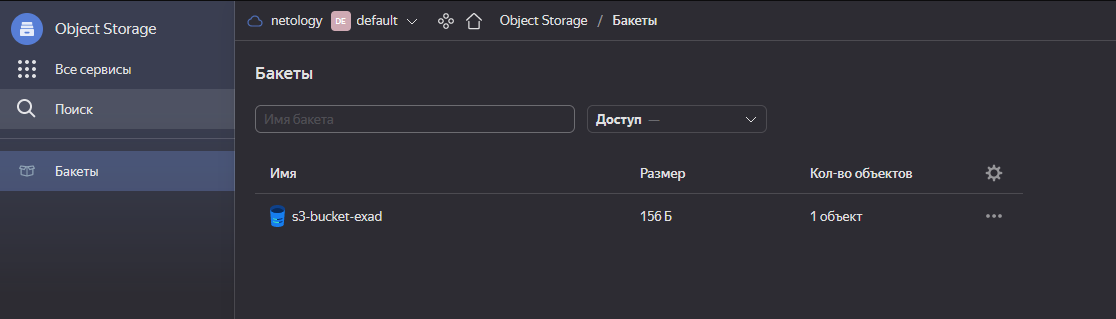 Object Storage
Все сервисы
Поиск
Бакеты
netology DE default Object Storage / Бакеты
Бакеты
Имя бакета
Доступ —
Имя Размер Кол-во объектов
s3-bucket-exad 156 Б 1 объект